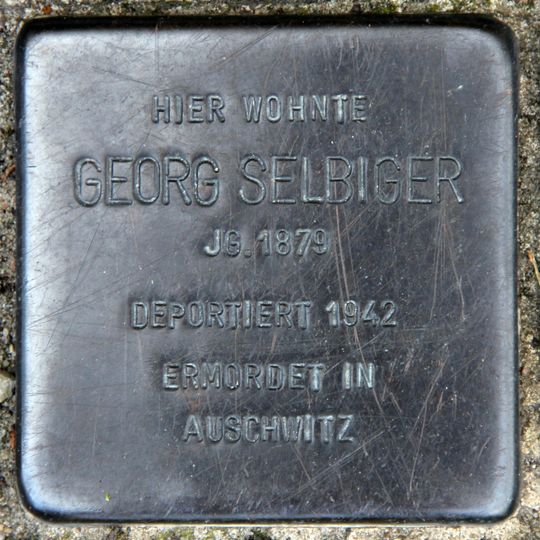 HIER WOHNTE
GEORG SELBIGER
JG. 1879
DEPORTIERT 1942
ERMORDET IN
AUSCHWITZ